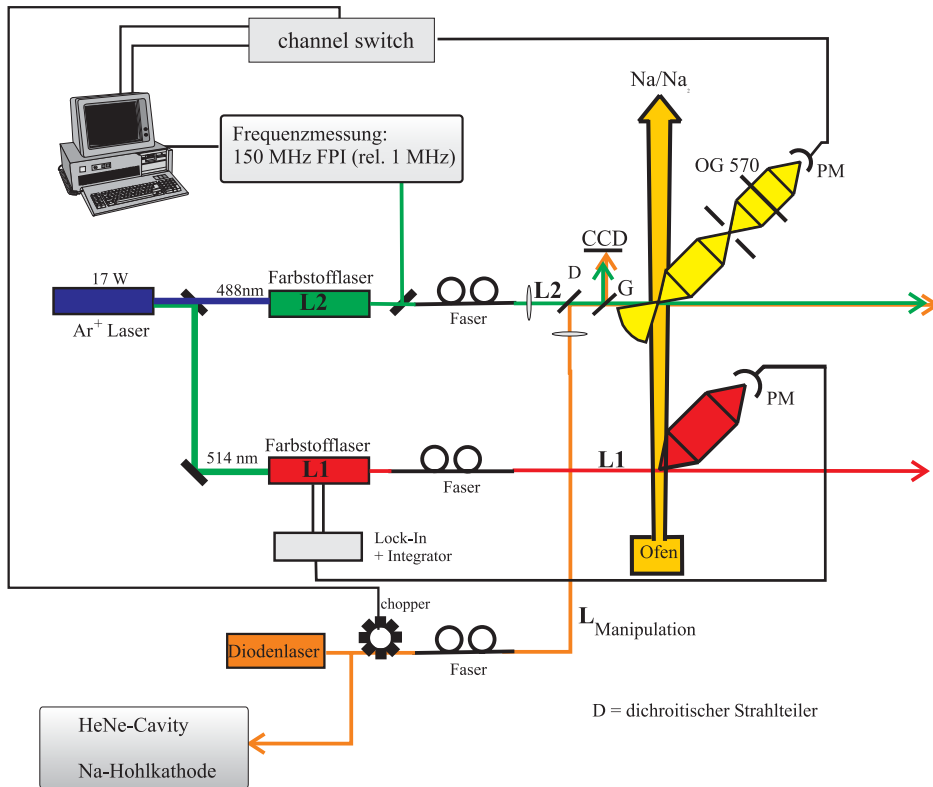 channel switch
Na/Na2
Frequenzmessung:
150 MHz FPI (rel. 1 MHz)
OG 570
PM
CCD
D
G
17 W
488nm
Farbstofflaser
L2
L2
Ar+ Laser
Faser
514 nm
Farbstofflaser
L1
Faser
L1
PM
Lock-In
+ Integrator
Ofen
chopper
L Manipulation
Diodenlaser
Faser
D = dichroitischer Strahlteiler
HeNe-Cavity
Na-Hohlkathode